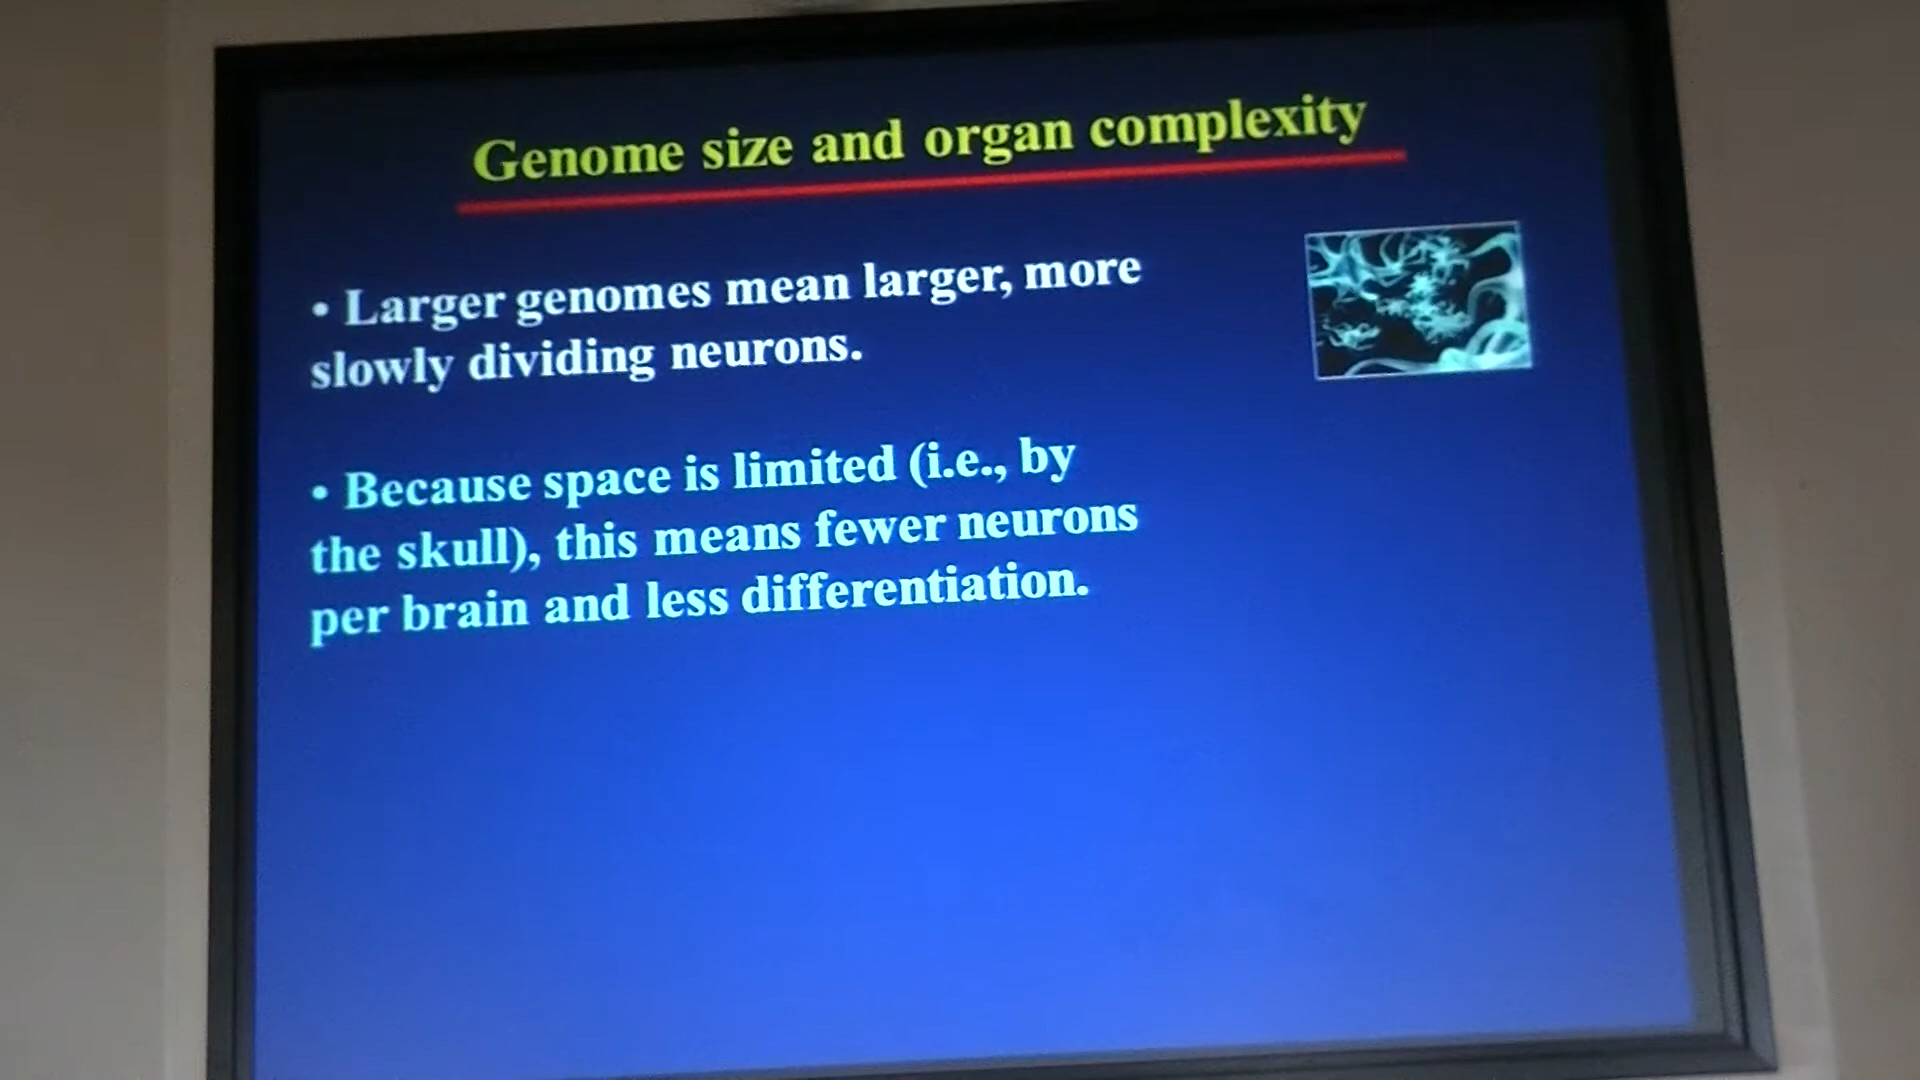 Genome size and organ complexity
• Larger genomes mean larger, more
slowly dividing neurons.
• Because space is limited (i.e., by
the skull), this means fewer neurons
per brain and less differentiation.